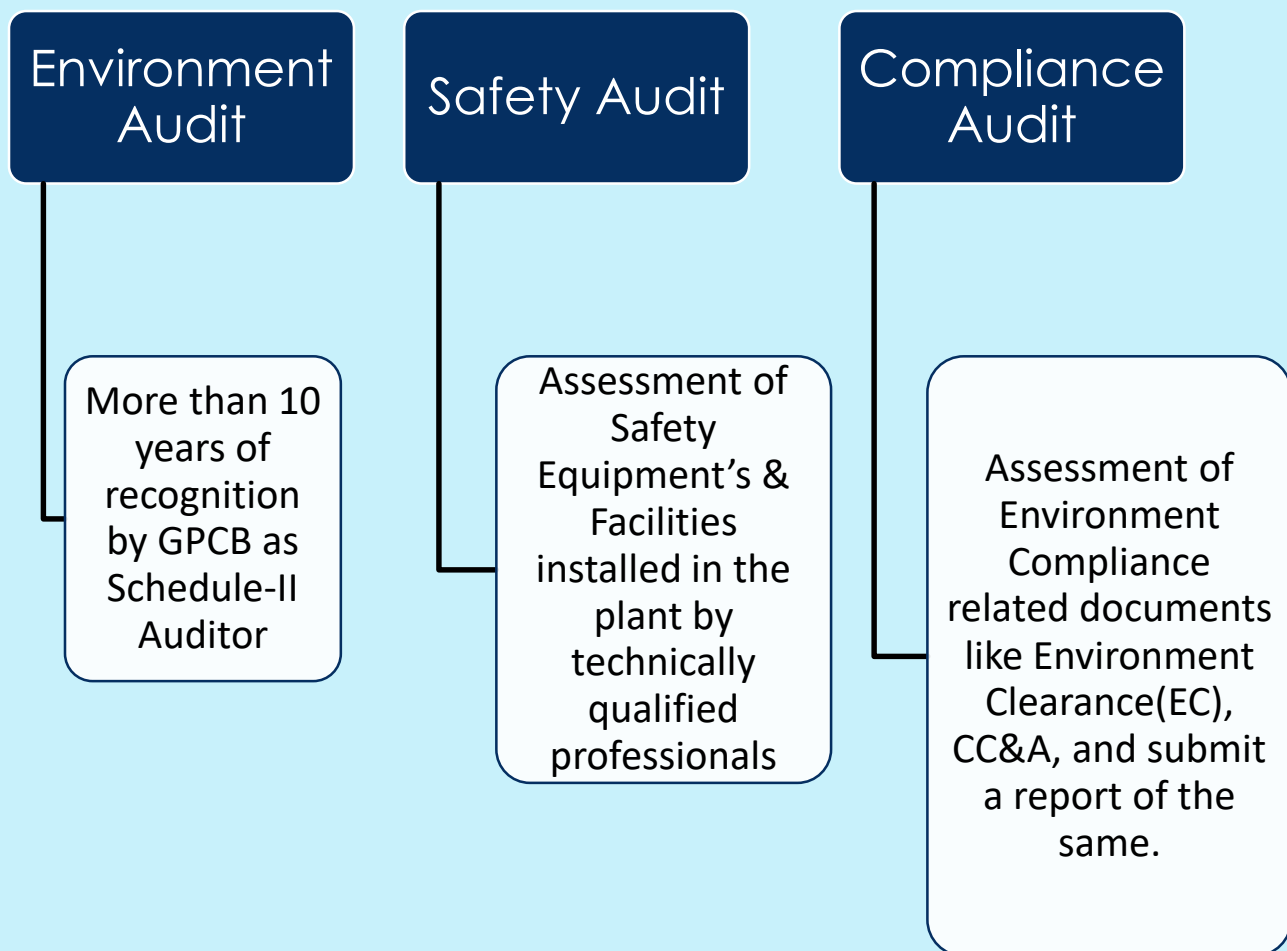 Environment
Audit
More than 10
years of
recognition
by GPCB as
Schedule-II
Auditor
Safety Audit
Assessment of
Safety
Equipment’s &
Facilities
installed in the
plant by
technically
qualified
professionals
Compliance
Audit
Assessment of
Environment
Compliance
related documents
like Environment
Clearance(EC),
CC&A, and submit
a report of the
same.